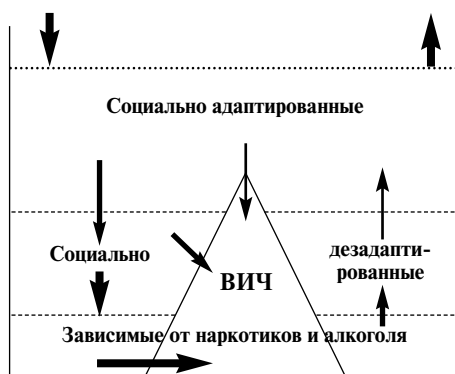 Социально адаптированные
Социально
дезадапти-
рованные
ВИЧ
Зависимые от наркотиков и алкоголя